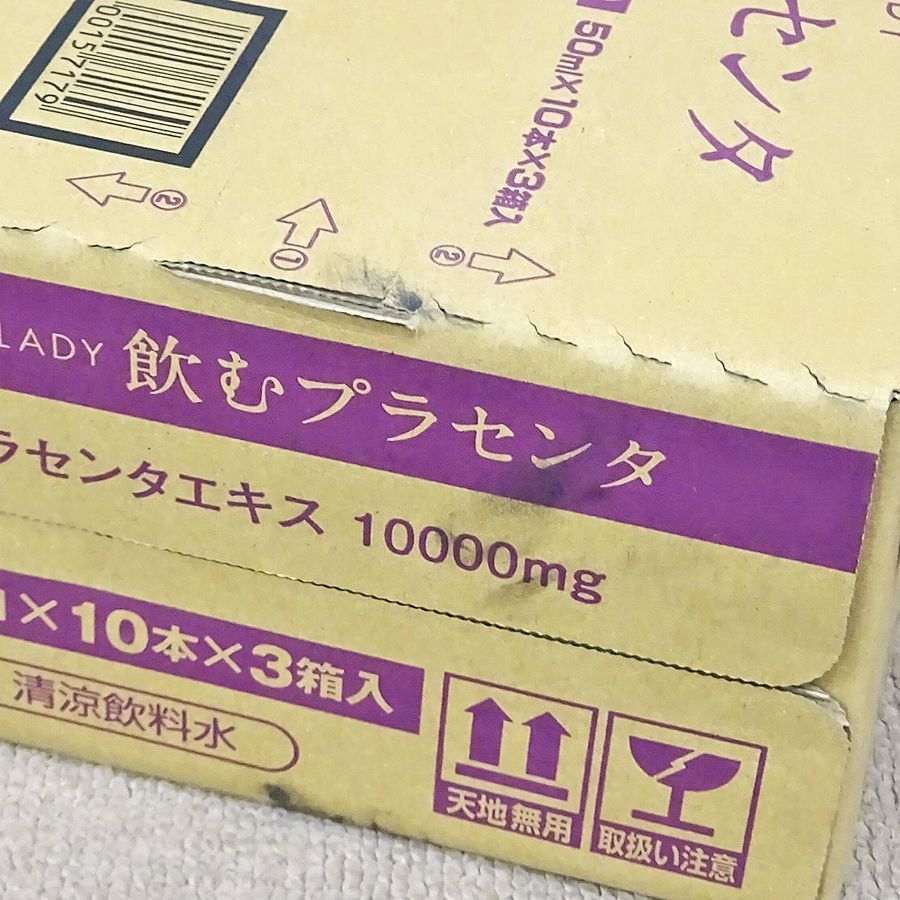 センタ
50ml×10本×3箱入
00157179
②
①
②
LADY 飲むプラセンタ
ラセンタエキス 10000mg
×10本×3箱入
清涼飲料水
天地無用
取扱い注意